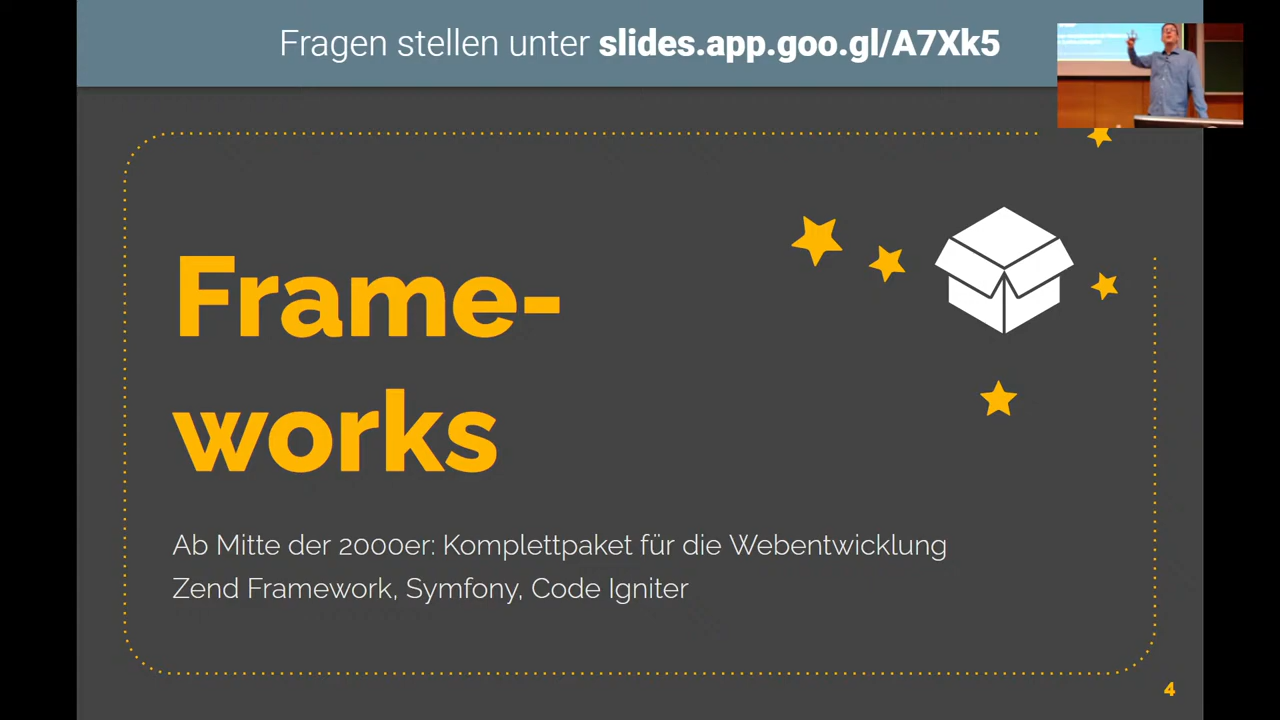 Fragen stellen unter slides.app.goo.gl/A7Xk5
Frame-
works
Ab Mitte der 2000er: Komplettpaket für die Webentwicklung
Zend Framework, Symfony, Code Igniter
4